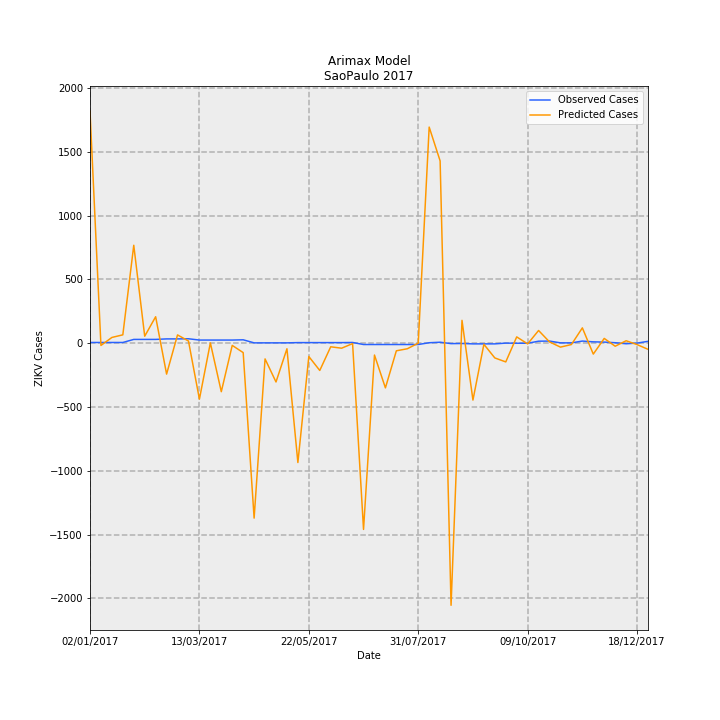 Arimax Model
SaoPaulo 2017
Observed Cases
Predicted Cases
2000
1500
1000
500
0
−500
−1000
−1500
−2000
ZIKV Cases
02/01/2017
13/03/2017
22/05/2017
31/07/2017
09/10/2017
18/12/2017
Date